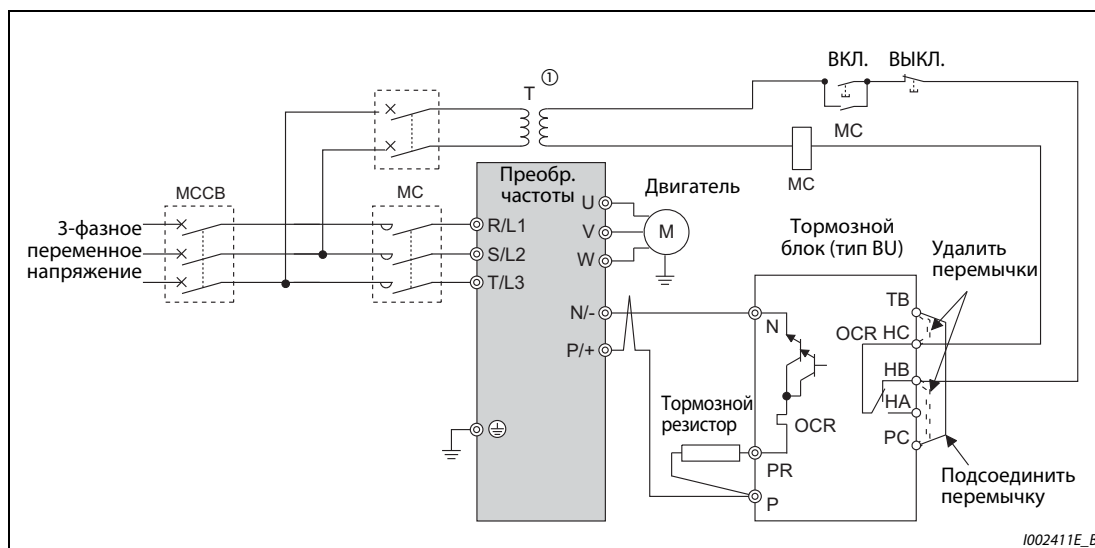 ВКЛ. ВЫКЛ.
T ①
MC
MC
MCCB
MC
Преобр.
частоты
Двигатель
3-фазное
переменное
напряжение
R/L1
S/L2
T/L3
U
V
W
M
N/-
P/+
Тормозной
блок (тип BU)
Удалить
перемычки
TB
OCR HC
HB
HA
PC
N
OCR
PR
P
Тормозной
резистор
Подсоединить
перемычку
I002411E_B